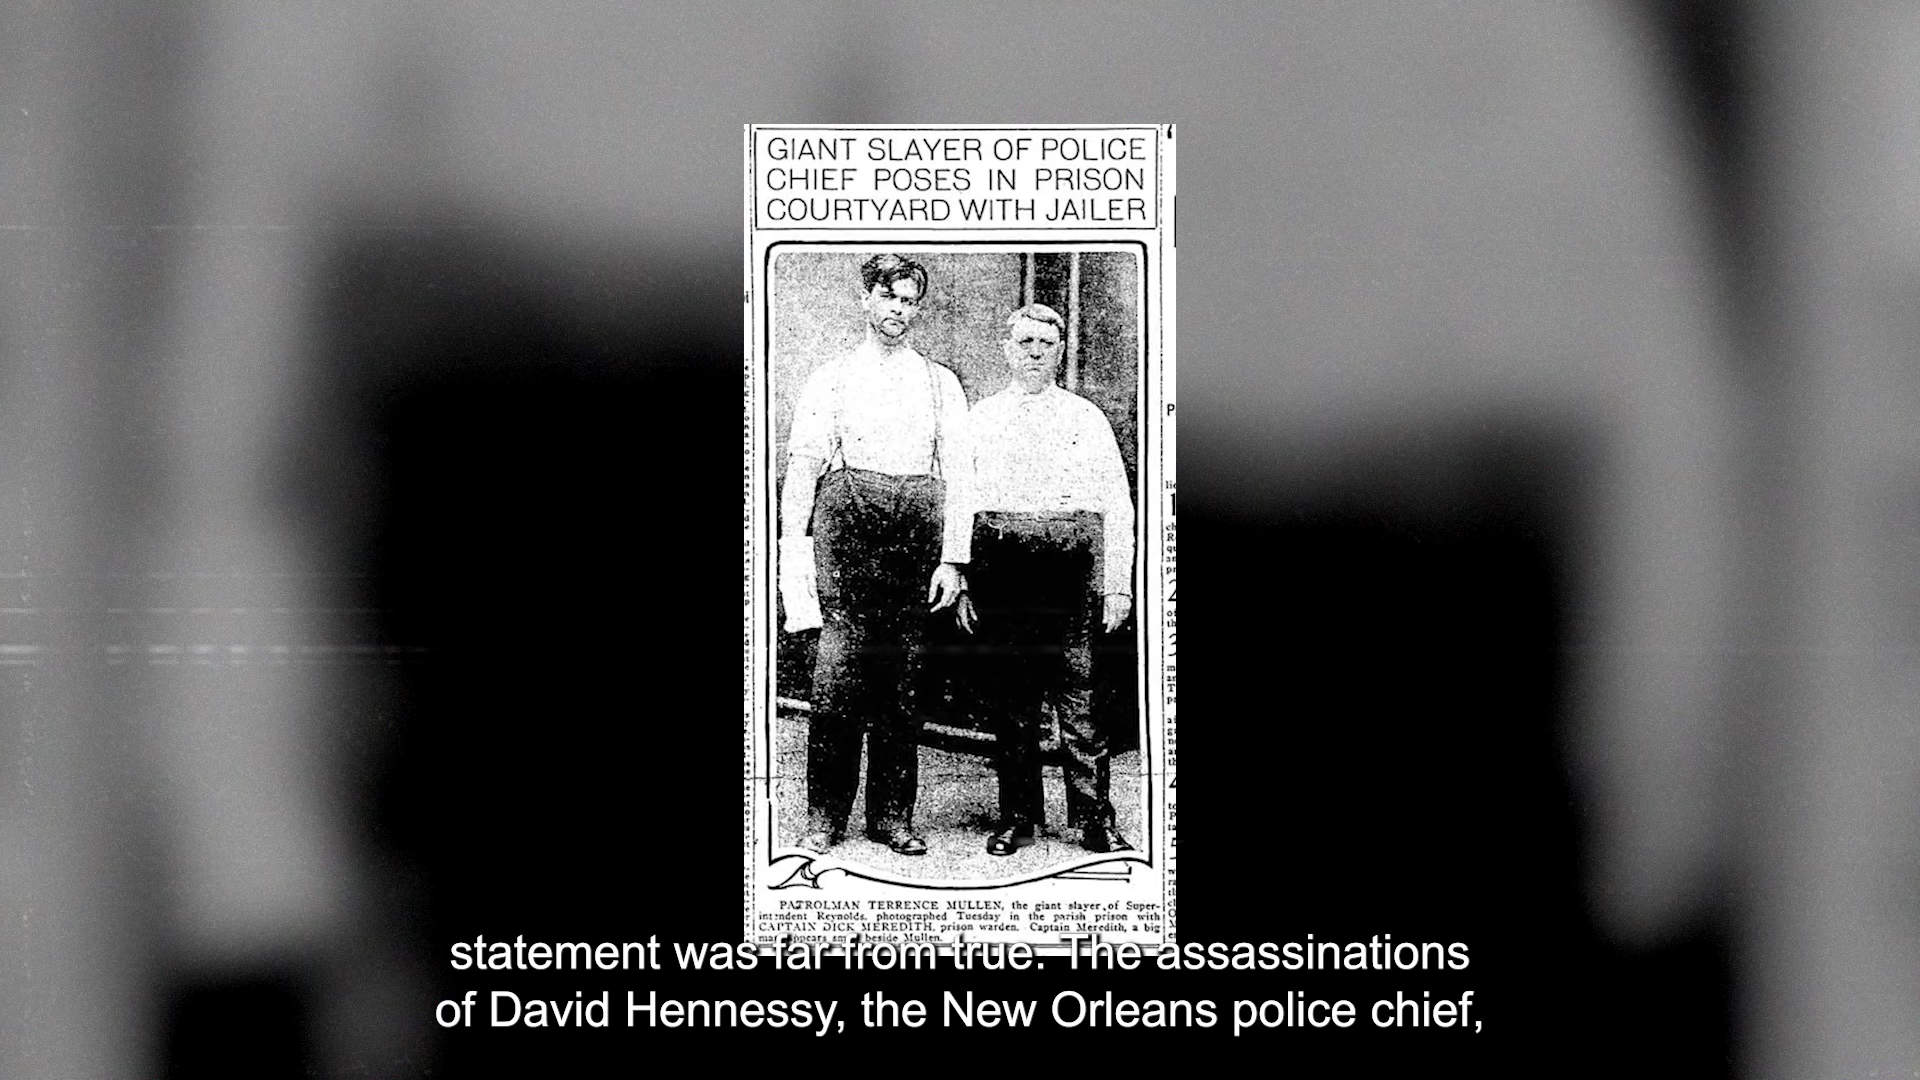 GIANT SLAYER OF POLICE
CHIEF POSES IN PRISON
COURTYARD WITH JAILER
PATROLMAN TERRENCE MULLEN, the giant slayer of Super-
intendent Reynolds, photographed Tuesday in the parish prison with
CAPTAIN DICK MEREDITH, prison warden. Captain Meredith, a big
beside Mullen.
statement was far from true. The assassinations
of David Hennessy, the New Orleans police chief,